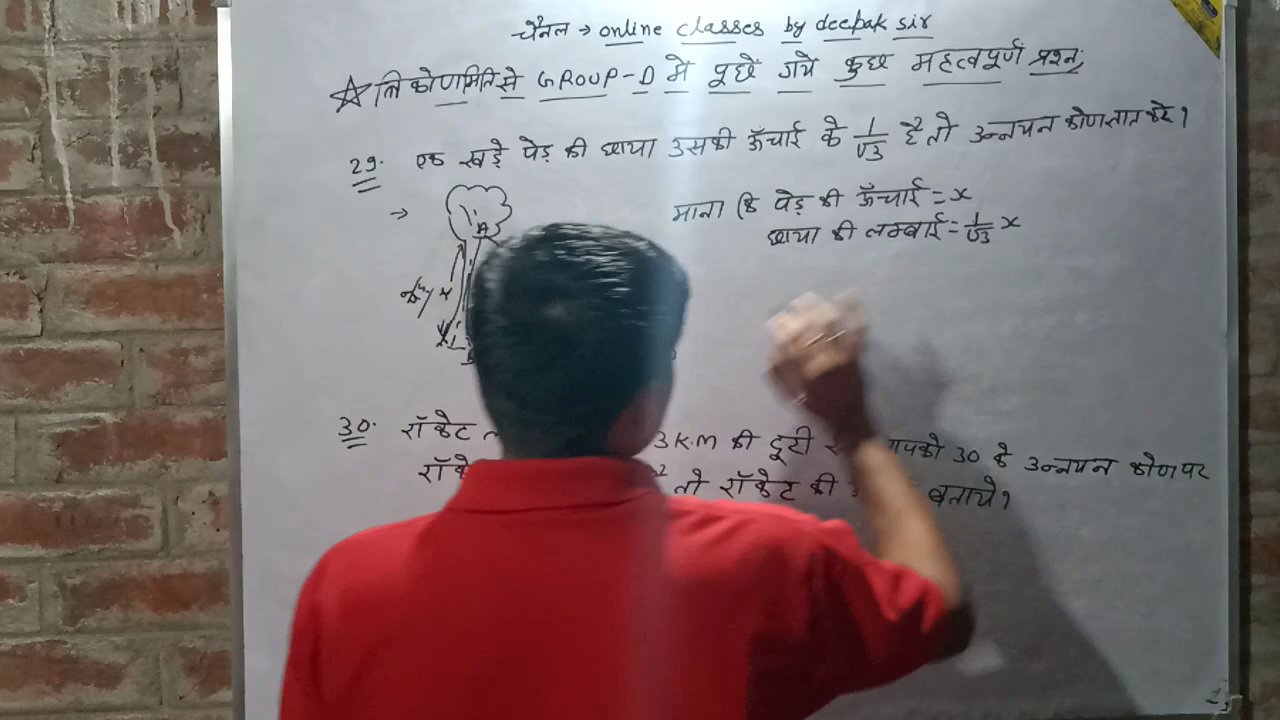 चैनल → online classes by deepak sir
☆ त्रिकोणमिति से GROUP-D में पूछे गये कुछ महत्वपूर्ण प्रश्न:
29. एक खड़े पेड़ की छाया उसकी ऊँचाई के 1/√3 है तो उन्नयन कोण ज्ञात करे।
→ माना कि पेड़ की ऊँचाई = x
छाया की लम्बाई = 1/√3 x
A
30. रॉकेट 3 K.M की दूरी आपको 30 के उन्नयन कोण पर
तो रॉकेट की बताये।